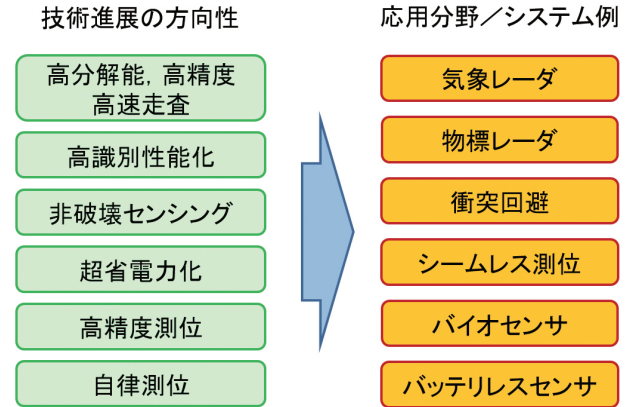 技術進展の方向性
高分解能，高精度
高速走査
高識別性能化
非破壊センシング
超省電力化
高精度測位
自律測位
応用分野／システム例
気象レーダ
物標レーダ
衝突回避
シームレス測位
バイオセンサ
バッテリレスセンサ